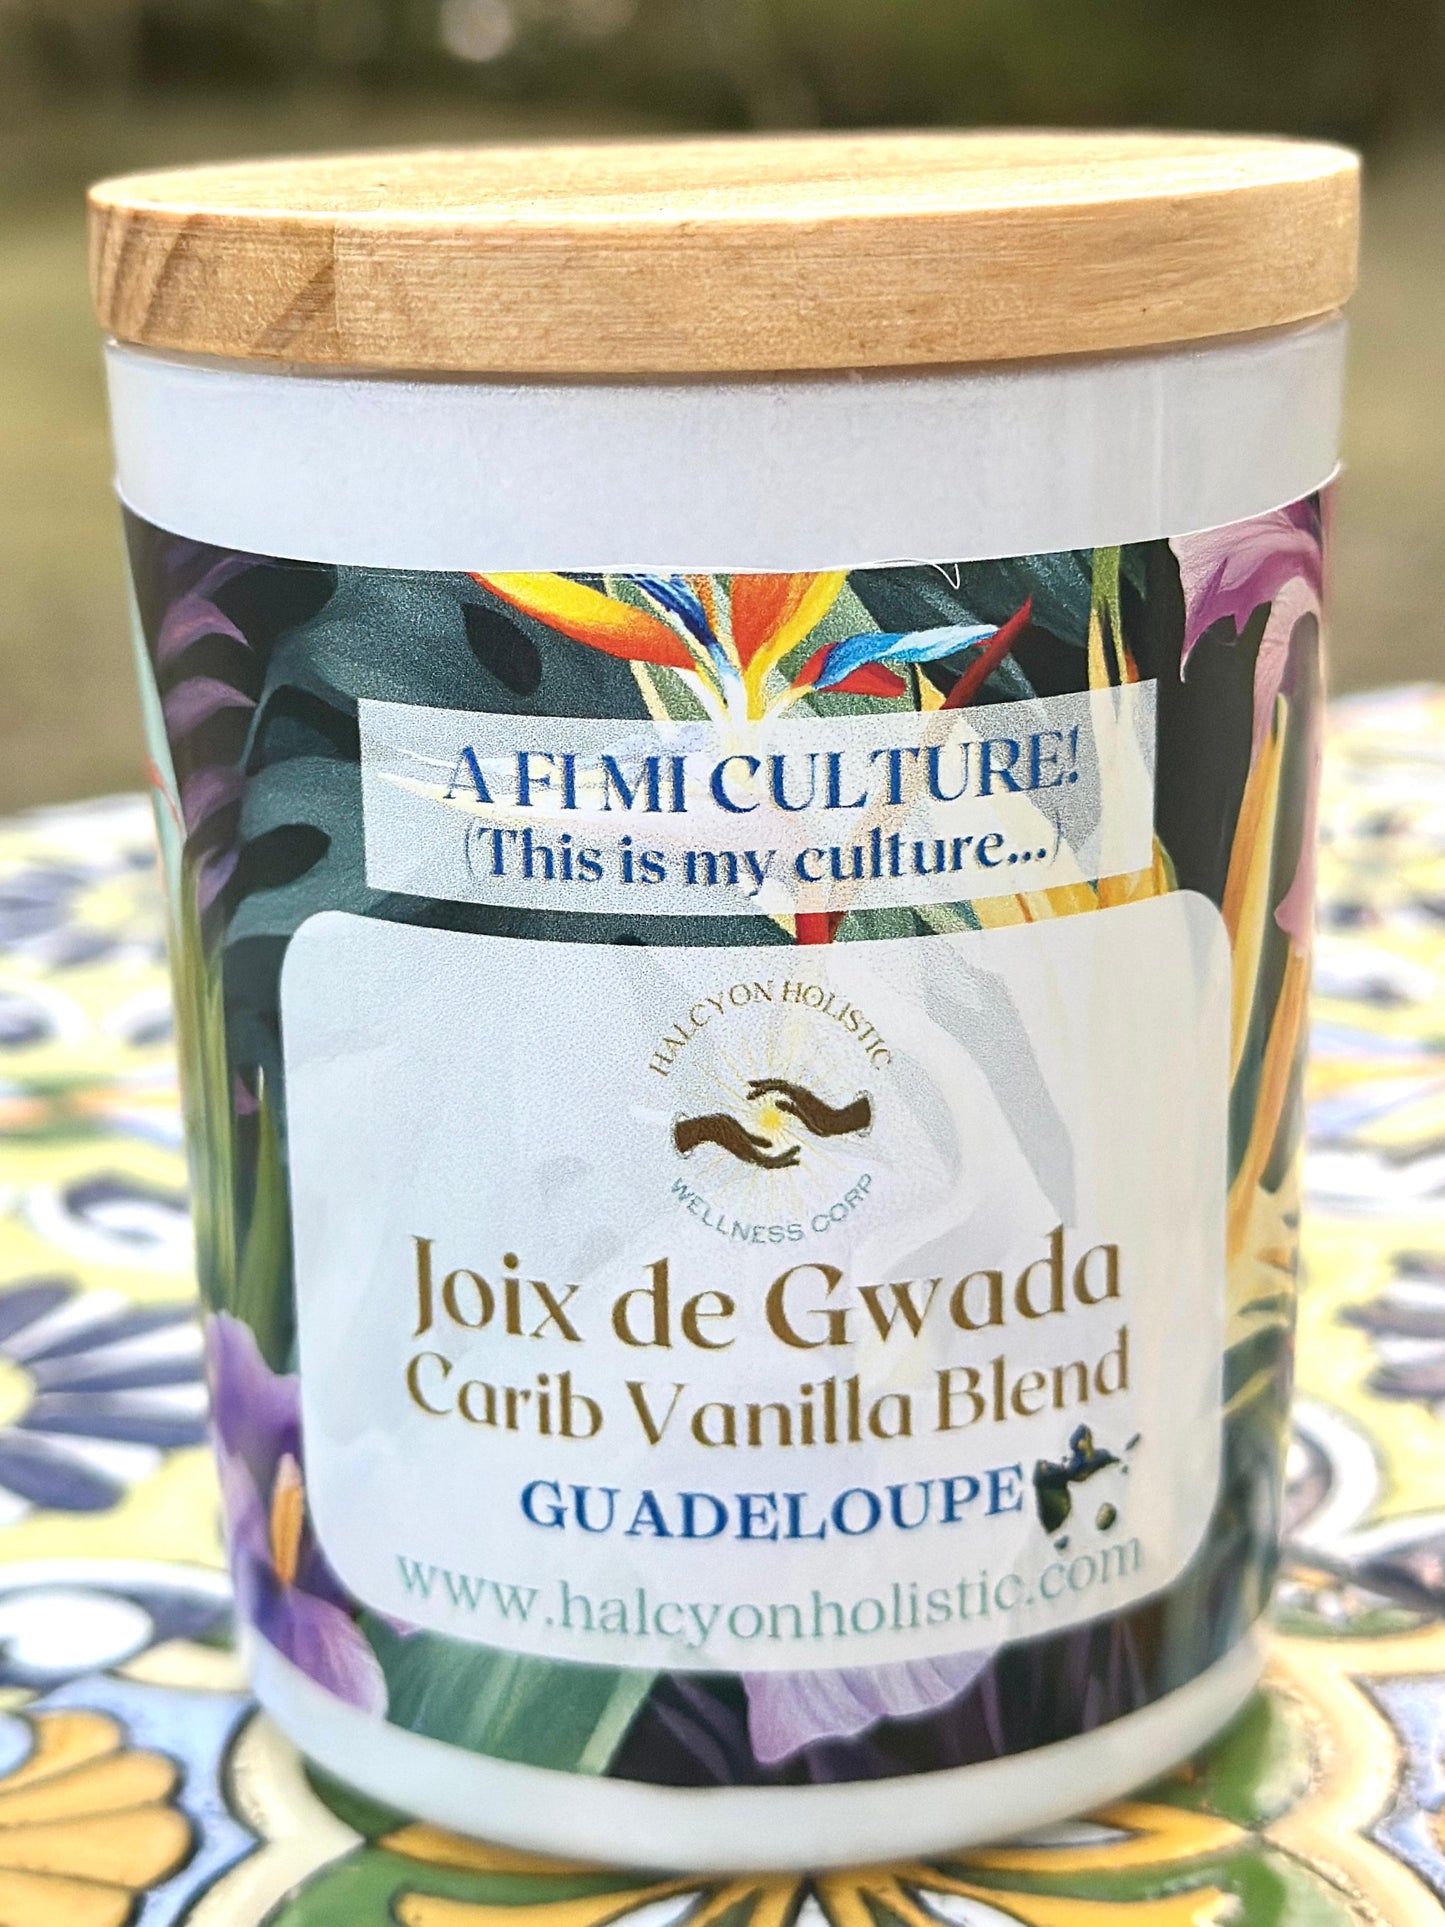 A FI MI CULTURE!
(This is my culture...)
HALCYON HOLISTIC
WELLNESS CORP
Joix de Gwada
Carib Vanilla Blend
GUADELOUPE
www.halcyonholistic.com